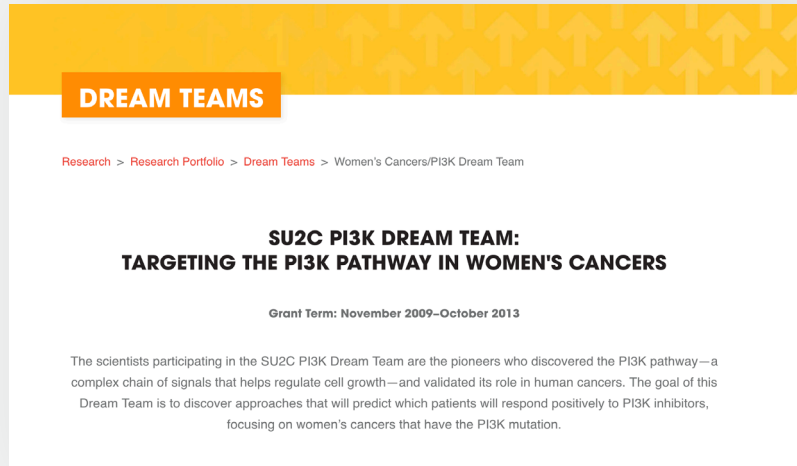 DREAM TEAMS
Research > Research Portfolio > Dream Teams > Women's Cancers/PI3K Dream Team
SU2C PI3K DREAM TEAM:
TARGETING THE PI3K PATHWAY IN WOMEN'S CANCERS
Grant Term: November 2009–October 2013
The scientists participating in the SU2C PI3K Dream Team are the pioneers who discovered the PI3K pathway—a
complex chain of signals that helps regulate cell growth—and validated its role in human cancers. The goal of this
Dream Team is to discover approaches that will predict which patients will respond positively to PI3K inhibitors,
focusing on women's cancers that have the PI3K mutation.